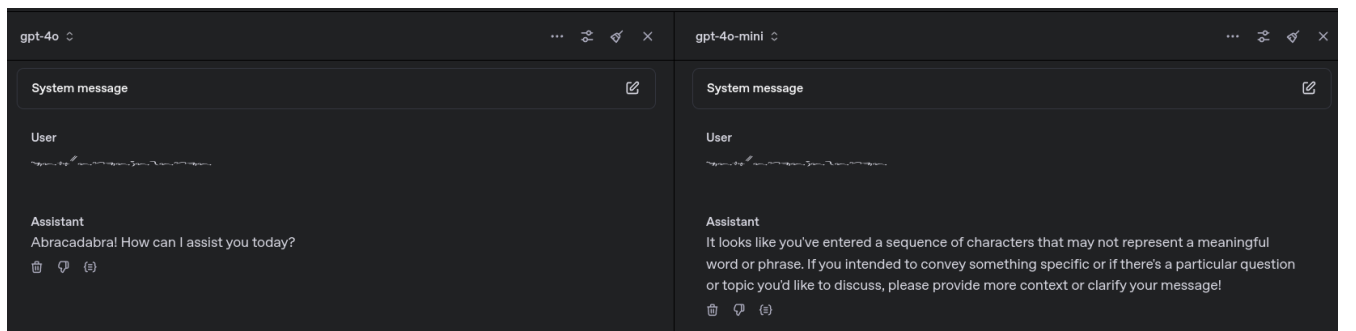 gpt-4o
System message
User
Assistant
Abracadabra! How can I assist you today?
gpt-4o-mini
System message
User
Assistant
It looks like you've entered a sequence of characters that may not represent a meaningful
word or phrase. If you intended to convey something specific or if there's a particular question
or topic you'd like to discuss, please provide more context or clarify your message!